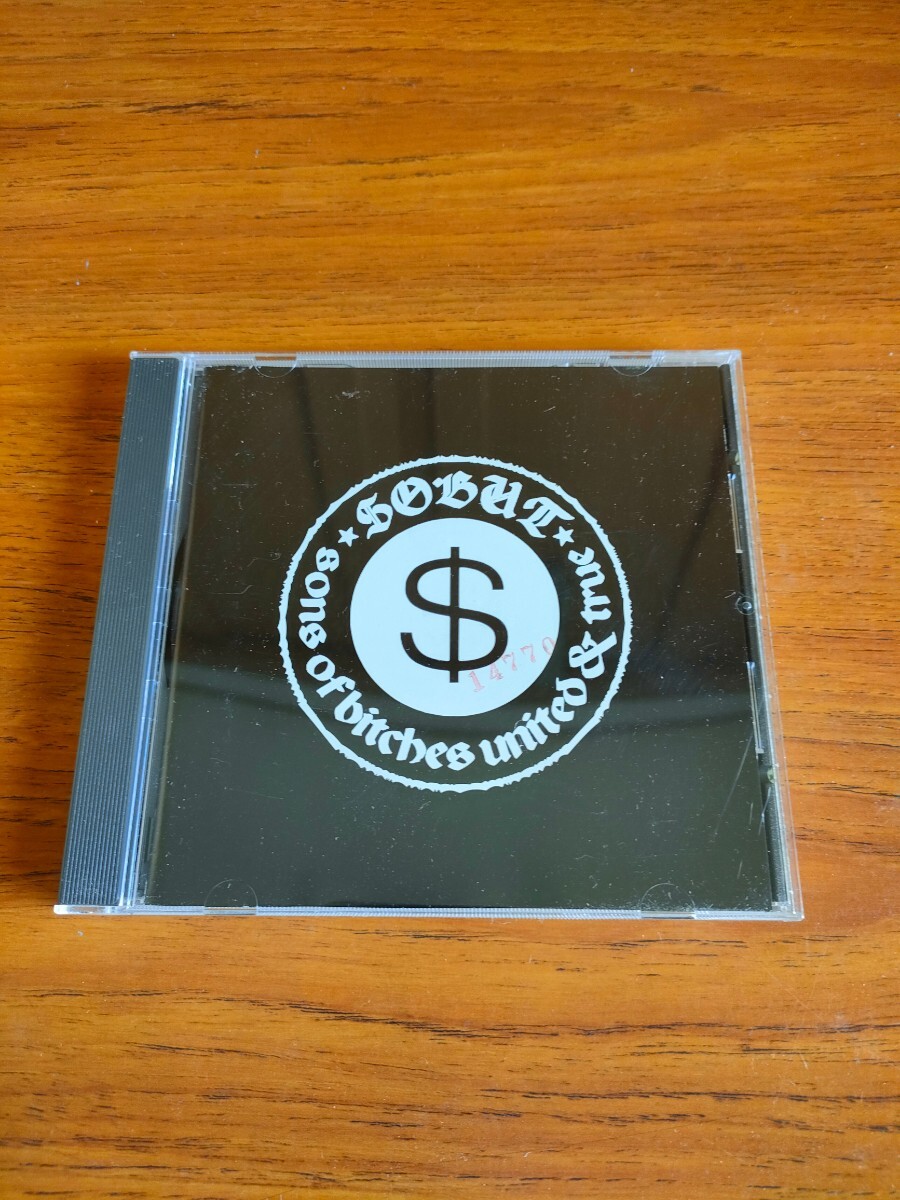 ★ SOBUT ★
sons of bitches united & true
$
14770